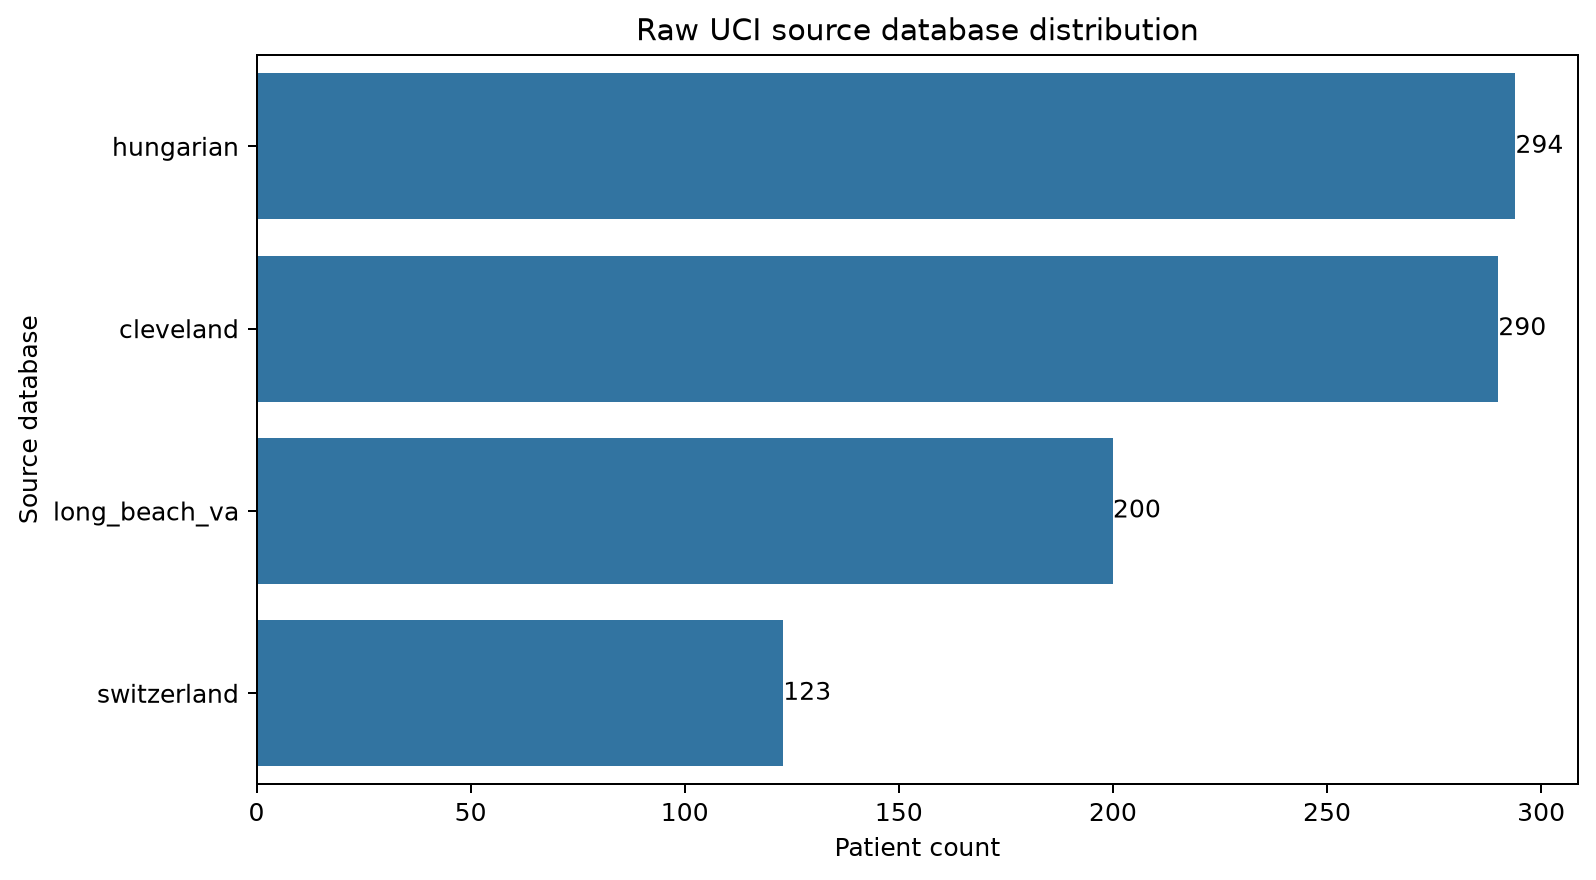 Raw UCI source database distribution
hungarian
294
cleveland
290
long_beach_va
200
switzerland
123
Source database
0 50 100 150 200 250 300
Patient count